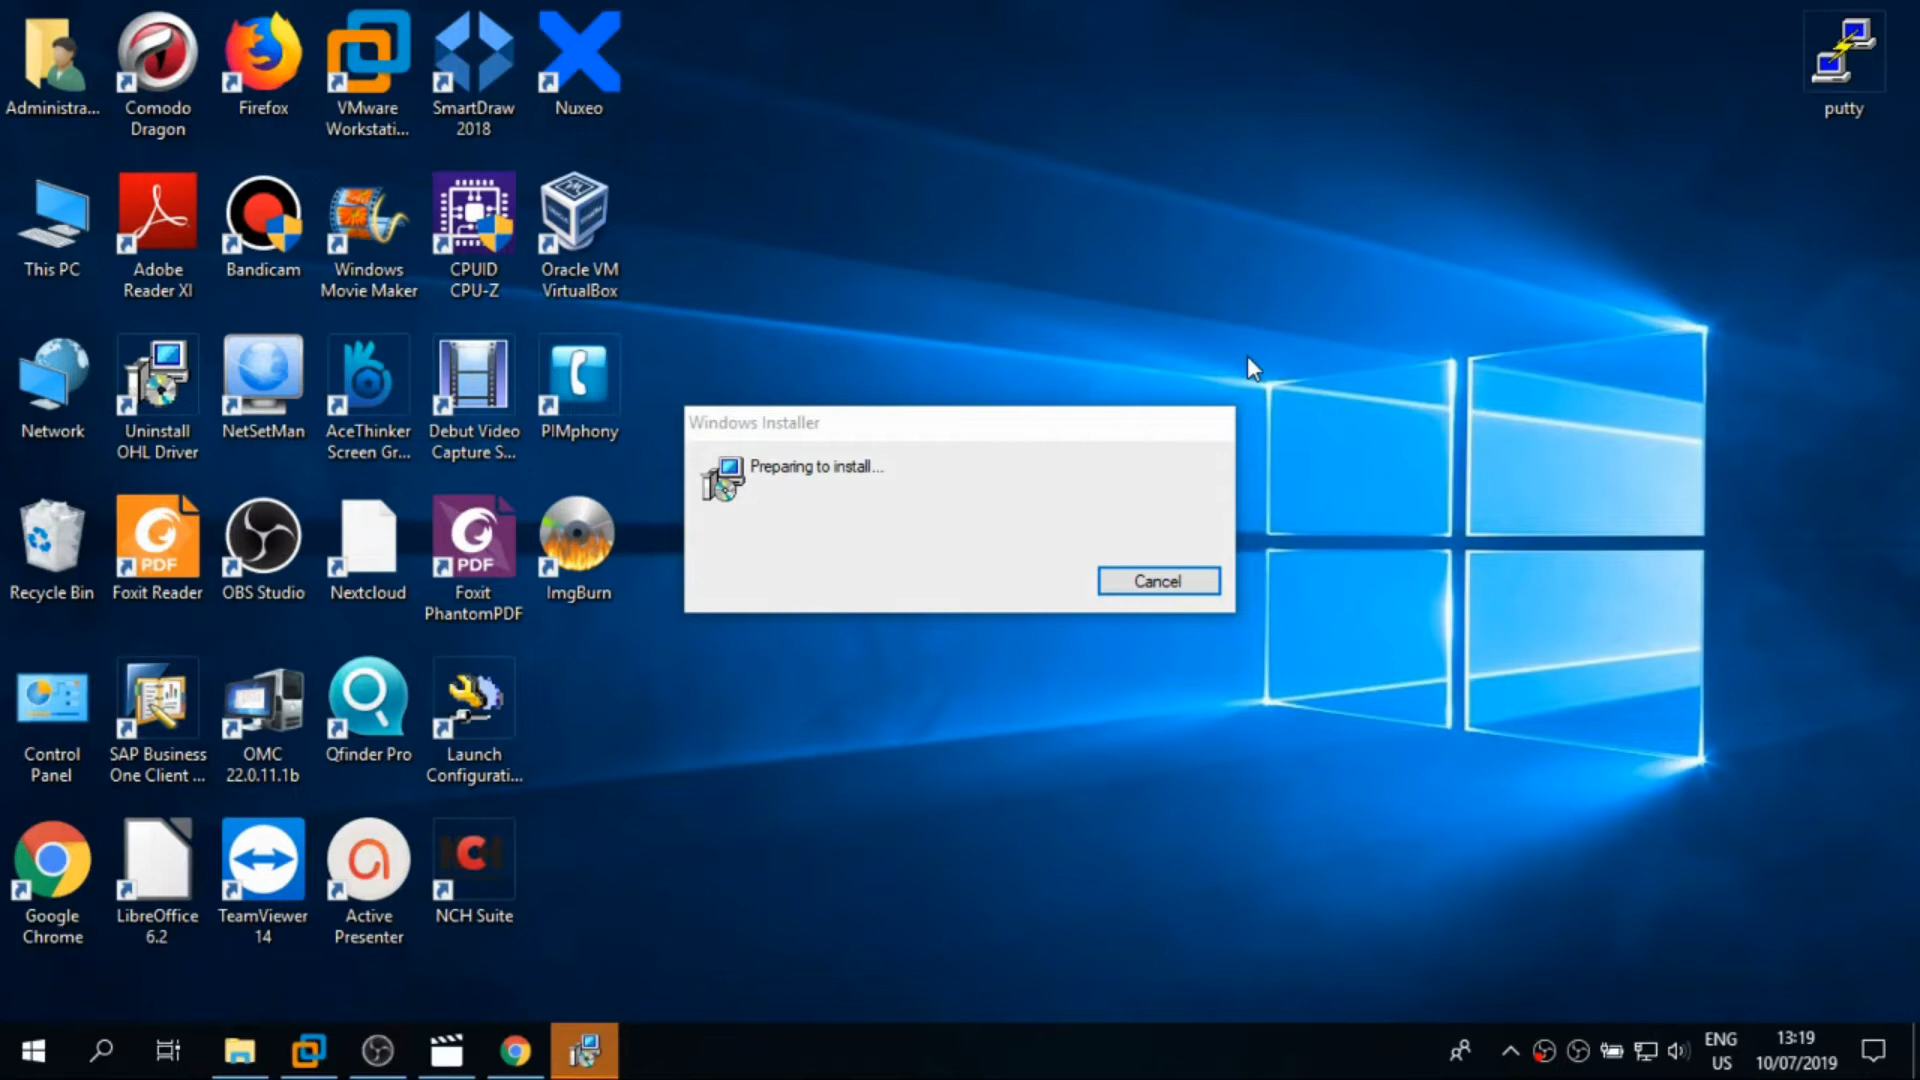 Administra...
Comodo
Dragon
Firefox
VMware
Workstati...
SmartDraw
2018
Nuxeo
putty
This PC
Adobe
Reader XI
Bandicam
Windows
Movie Maker
CPUID
CPU-Z
Oracle VM
VirtualBox
Network
Uninstall
OHL Driver
NetSetMan
AceThinker
Screen Gr...
Debut Video
Capture S...
PIMphony
Windows Installer
Preparing to install...
Cancel
Recycle Bin
PDF
Foxit Reader
OBS Studio
Nextcloud
PDF
Foxit
PhantomPDF
ImgBurn
Control
Panel
SAP Business
One Client ...
OMC
22.0.11.1b
Qfinder Pro
Launch
Configurati...
Google
Chrome
LibreOffice
6.2
TeamViewer
14
Active
Presenter
NCH
NCH Suite
ENG
US
13:19
10/07/2019